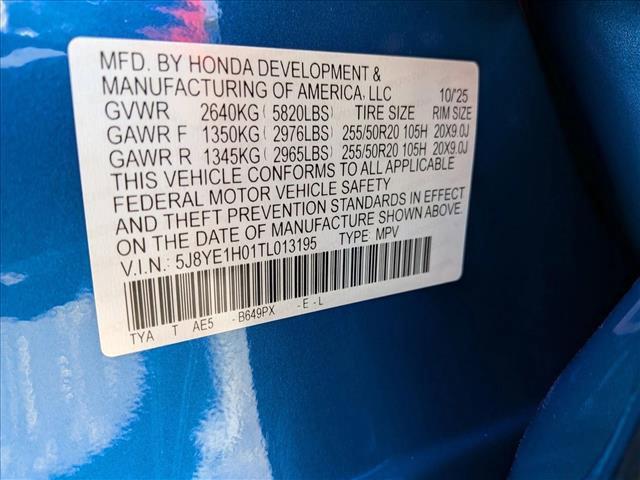 MFD. BY HONDA DEVELOPMENT &
MANUFACTURING OF AMERICA, LLC 10/'25
GVWR 2640KG ( 5820LBS) TIRE SIZE RIM SIZE
GAWR F 1350KG ( 2976LBS) 255/50R20 105H 20X9.0J
GAWR R 1345KG ( 2965LBS) 255/50R20 105H 20X9.0J
THIS VEHICLE CONFORMS TO ALL APPLICABLE
FEDERAL MOTOR VEHICLE SAFETY
AND THEFT PREVENTION STANDARDS IN EFFECT
ON THE DATE OF MANUFACTURE SHOWN ABOVE.
V.I.N.: 5J8YE1H01TL013195 TYPE: MPV
TYA T AE5 -B649PX -E-L